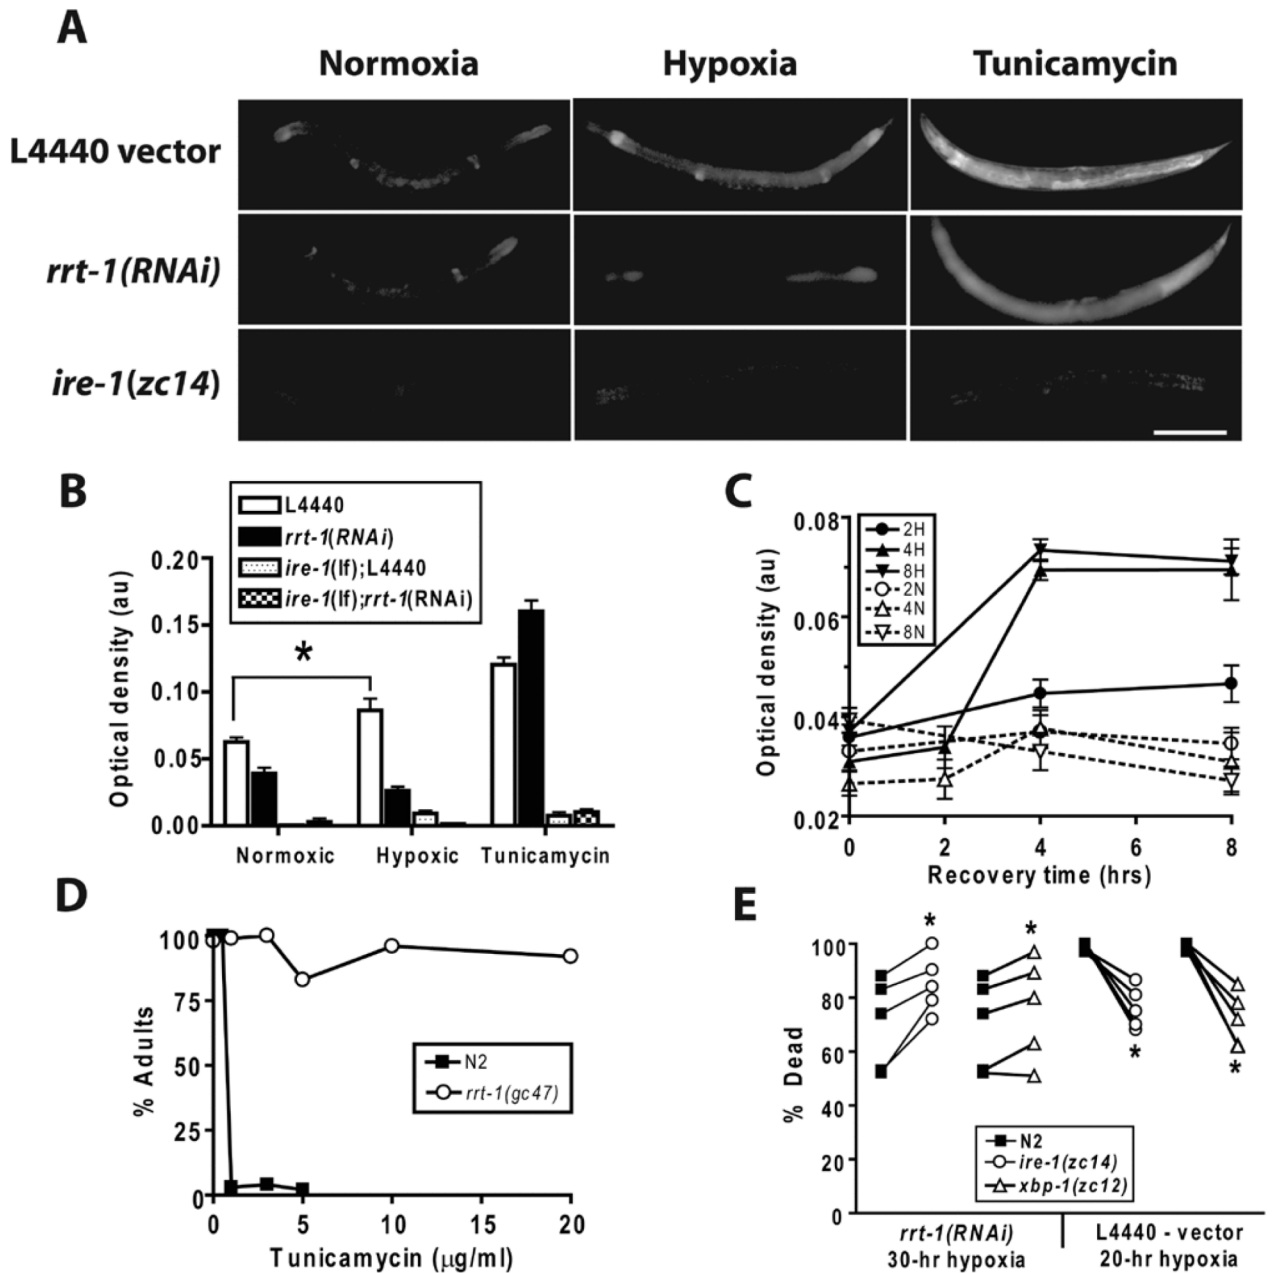 A
Normoxia Hypoxia Tunicamycin
L4440 vector
rrt-1(RNAi)
ire-1(zc14)
B
L4440
rrt-1(RNAi)
ire-1(lf);L4440
ire-1(lf);rrt-1(RNAi)
Optical density (au)
0.20
0.15
0.10
0.05
0.00
*
Normoxic Hypoxic Tunicamycin
C
2H
4H
8H
2N
4N
8N
Optical density (au)
0.08
0.06
0.04
0.02
0 2 4 6 8
Recovery time (hrs)
D
% Adults
100
75
50
25
0
N2
rrt-1(gc47)
0 5 10 15 20
Tunicamycin (μg/ml)
E
% Dead
100
80
60
40
20
0
* *
* *
N2
ire-1(zc14)
xbp-1(zc12)
rrt-1(RNAi) L4440 - vector
30-hr hypoxia 20-hr hypoxia